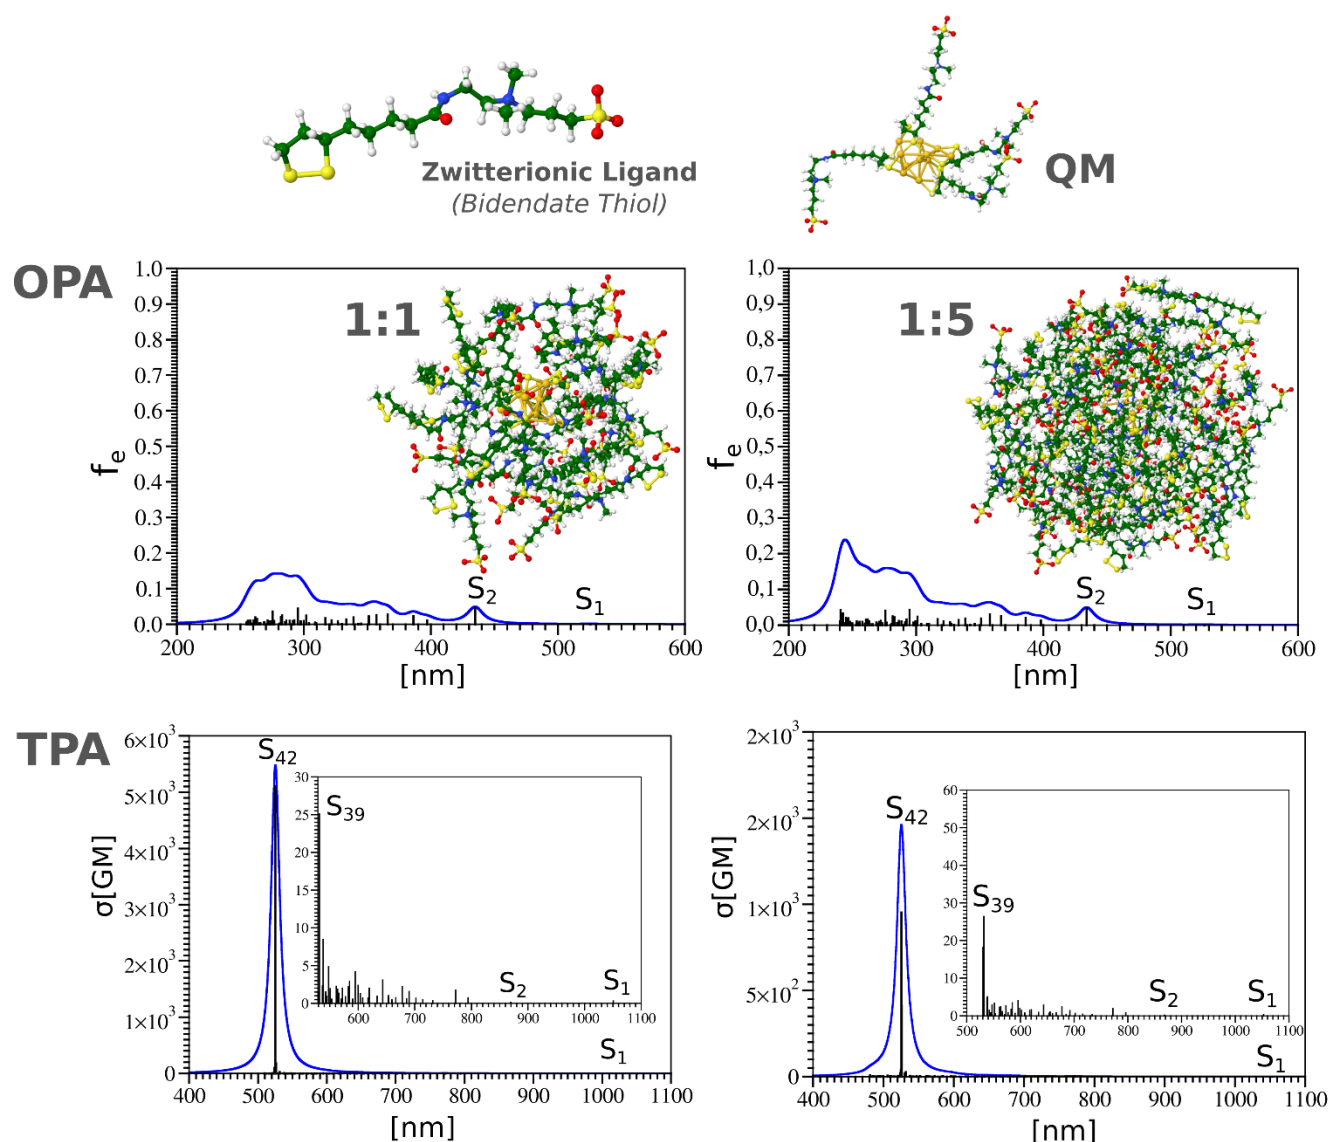 Zwitterionic Ligand
(Bidendate Thiol)
QM
OPA
1:1
f_e
1.0
0.9
0.8
0.7
0.6
0.5
0.4
0.3
0.2
0.1
0.0
S₂
S₁
200 300 400 500 600
[nm]
1:5
f_e
1,0
0,9
0,8
0,7
0,6
0,5
0,4
0,3
0,2
0,1
0,0
S₂
S₁
200 300 400 500 600
[nm]
TPA
σ[GM]
6×10³
5×10³
4×10³
3×10³
2×10³
1×10³
0
S₄₂
30
25
20
15
10
5
0
S₃₉
S₂
S₁
600 700 800 900 1000 1100
S₁
400 500 600 700 800 900 1000 1100
[nm]
σ[GM]
2×10³
2×10³
1×10³
5×10²
0
S₄₂
60
50
40
30
20
10
0
S₃₉
S₂
S₁
500 600 700 800 900 1000 1100
S₁
400 500 600 700 800 900 1000 1100
[nm]